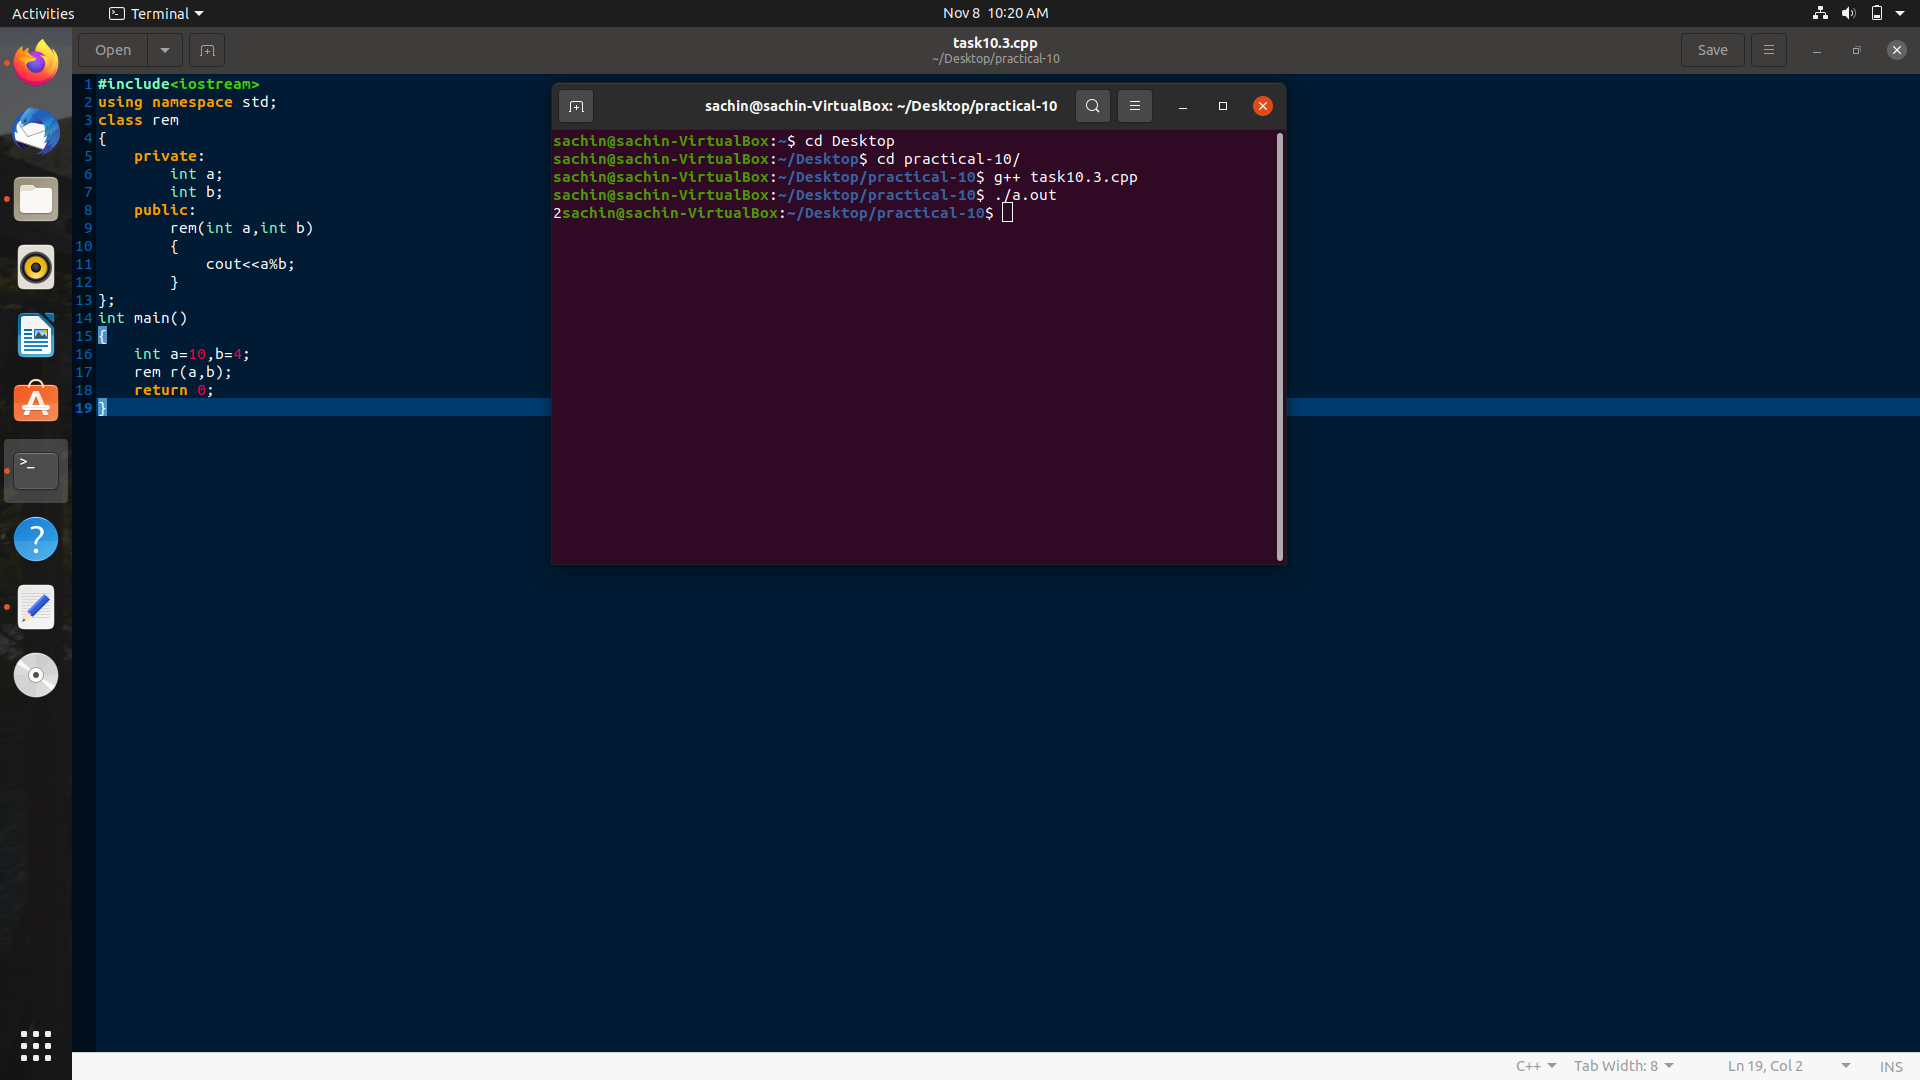 Activities
Terminal
Nov 8 10:20 AM
Open
task10.3.cpp
~/Desktop/practical-10
Save
1 #include<iostream>
2 using namespace std;
3 class rem
4 {
5 private:
6 int a;
7 int b;
8 public:
9 rem(int a,int b)
10 {
11 cout<<a%b;
12 }
13 };
14 int main()
15 {
16 int a=10,b=4;
17 rem r(a,b);
18 return 0;
19 }
sachin@sachin-VirtualBox: ~/Desktop/practical-10
sachin@sachin-VirtualBox:~$ cd Desktop
sachin@sachin-VirtualBox:~/Desktop$ cd practical-10/
sachin@sachin-VirtualBox:~/Desktop/practical-10$ g++ task10.3.cpp
sachin@sachin-VirtualBox:~/Desktop/practical-10$ ./a.out
2sachin@sachin-VirtualBox:~/Desktop/practical-10$
C++
Tab Width: 8
Ln 19, Col 2
INS